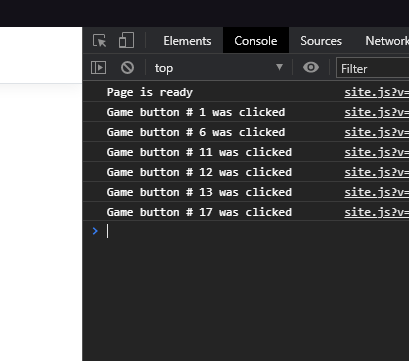 Elements Console Sources Network
top Filter
Page is ready site.js?v=
Game button # 1 was clicked site.js?v=
Game button # 6 was clicked site.js?v=
Game button # 11 was clicked site.js?v=
Game button # 12 was clicked site.js?v=
Game button # 13 was clicked site.js?v=
Game button # 17 was clicked site.js?v=
>